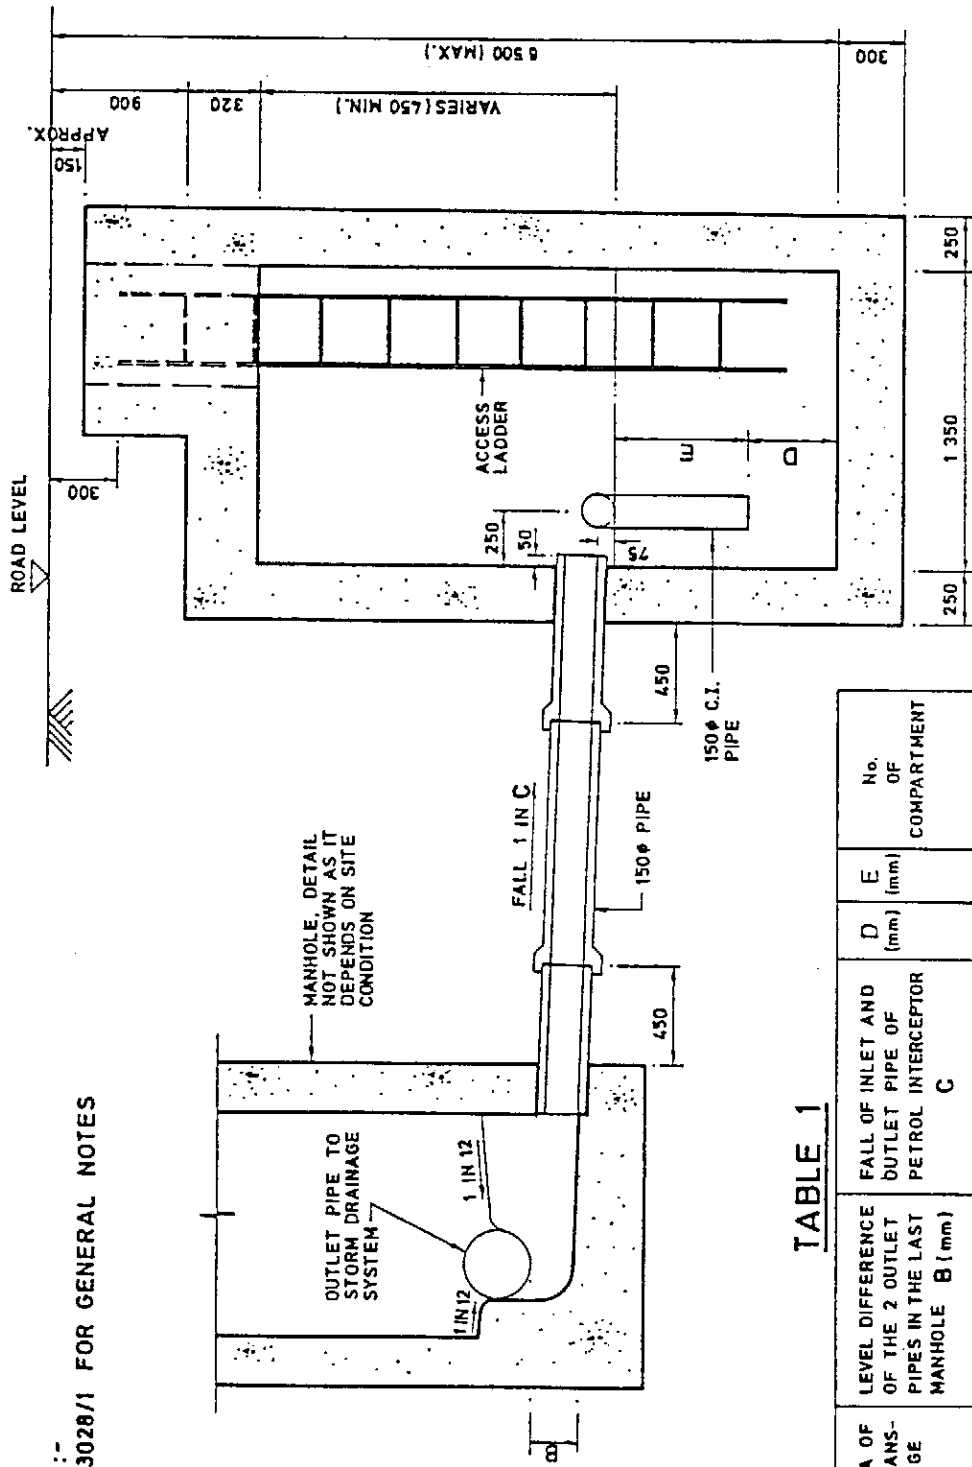 :-
3028/1 FOR GENERAL NOTES
ROAD LEVEL
150
APPROX.
900
320
VARIES (450 MIN.)
6 500 (MAX.)
300
300
ACCESS
LADDER
250
50
75
E
D
250
1 350
250
450
150ϕ C.I.
PIPE
MANHOLE, DETAIL
NOT SHOWN AS IT
DEPENDS ON SITE
CONDITION
FALL 1 IN C
150ϕ PIPE
450
OUTLET PIPE TO
STORM DRAINAGE
SYSTEM
1 IN 12
1 IN 12
B
TABLE 1
A OF
ANS-
GE
LEVEL DIFFERENCE
OF THE 2 OUTLET
PIPES IN THE LAST
MANHOLE B (mm)
FALL OF INLET AND
OUTLET PIPE OF
PETROL INTERCEPTOR
C
D
(mm)
E
(mm)
No.
OF
COMPARTMENT